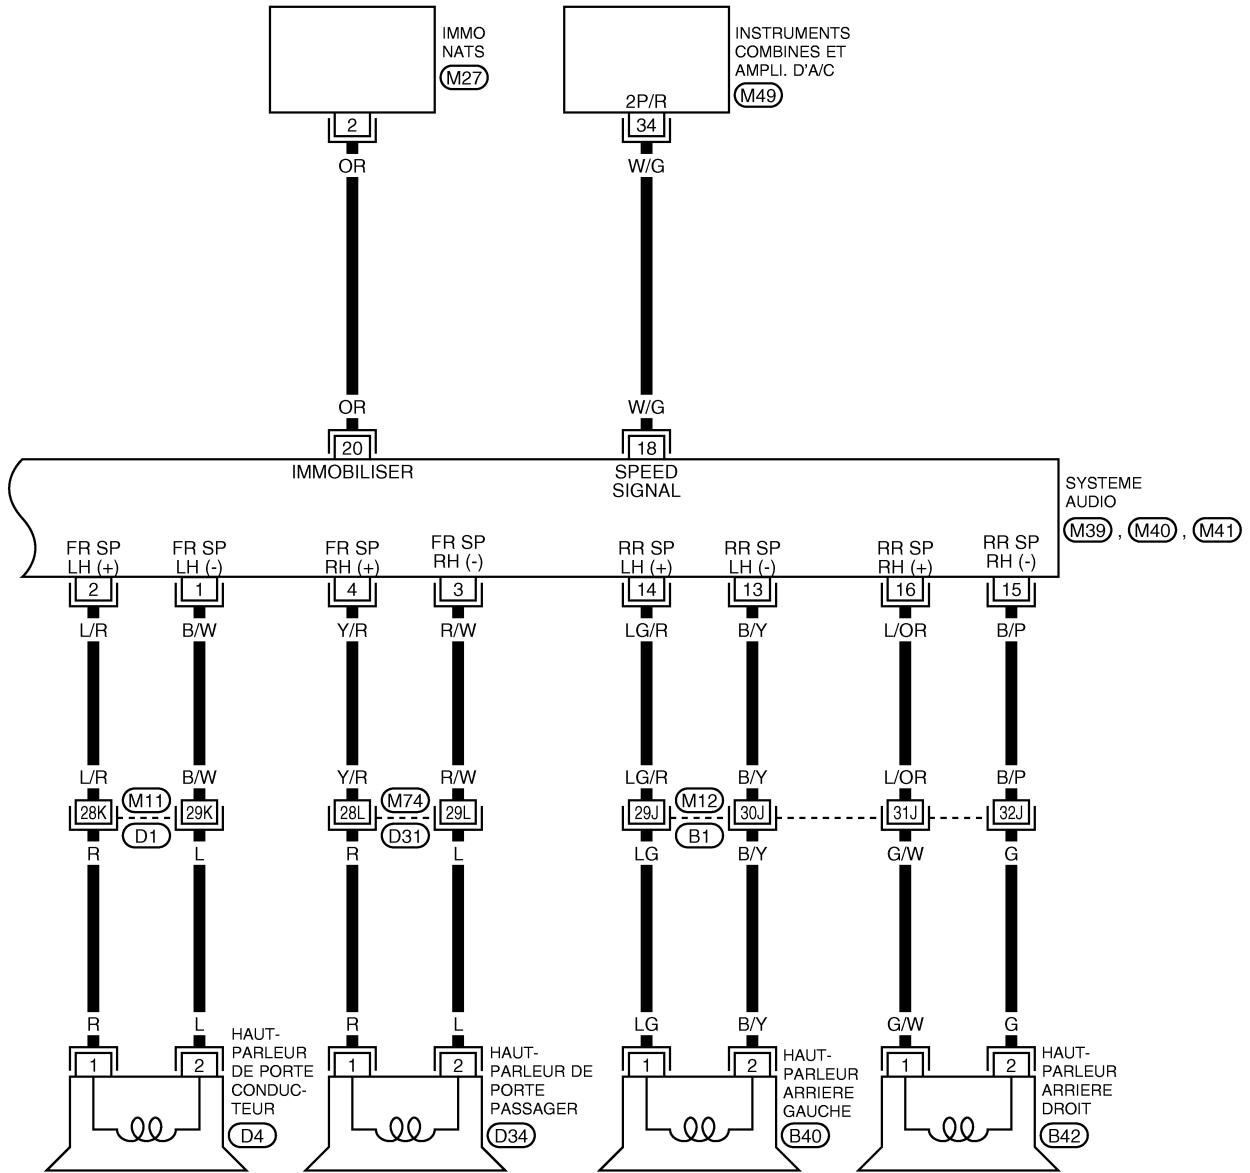 IMMO
NATS
M27
INSTRUMENTS
COMBINES ET
AMPLI. D'A/C
M49
2P/R
2
34
OR
W/G
OR
W/G
20
18
IMMOBILISER
SPEED
SIGNAL
SYSTEME
AUDIO
M39 , M40 , M41
FR SP
LH (+)
FR SP
LH (-)
FR SP
RH (+)
FR SP
RH (-)
RR SP
LH (+)
RR SP
LH (-)
RR SP
RH (+)
RR SP
RH (-)
2 1 4 3 14 13 16 15
L/R B/W Y/R R/W LG/R B/Y L/OR B/P
L/R B/W Y/R R/W LG/R B/Y L/OR B/P
28K M11 29K 28L M74 29L 29J M12 30J 31J 32J
D1 D31 B1
R L R L LG B/Y G/W G
R L R L LG B/Y G/W G
1 2 1 2 1 2 1 2
HAUT-
PARLEUR
DE PORTE
CONDUC-
TEUR
D4
HAUT-
PARLEUR DE
PORTE
PASSAGER
D34
HAUT-
PARLEUR
ARRIERE
GAUCHE
B40
HAUT-
PARLEUR
ARRIERE
DROIT
B42